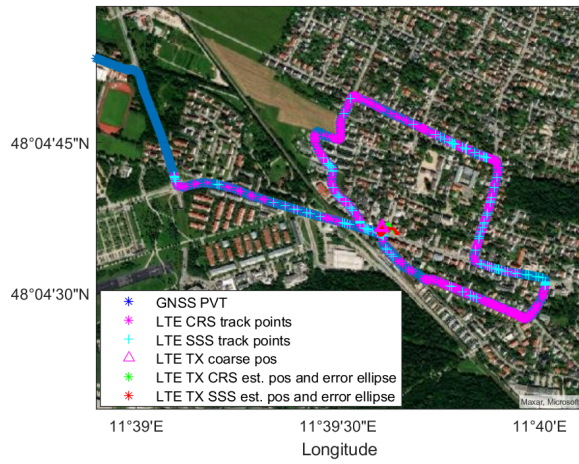 48°04'45"N
48°04'30"N
GNSS PVT
LTE CRS track points
LTE SSS track points
LTE TX coarse pos
LTE TX CRS est. pos and error ellipse
LTE TX SSS est. pos and error ellipse
Maxar, Microsoft
11°39'E
11°39'30"E
11°40'E
Longitude